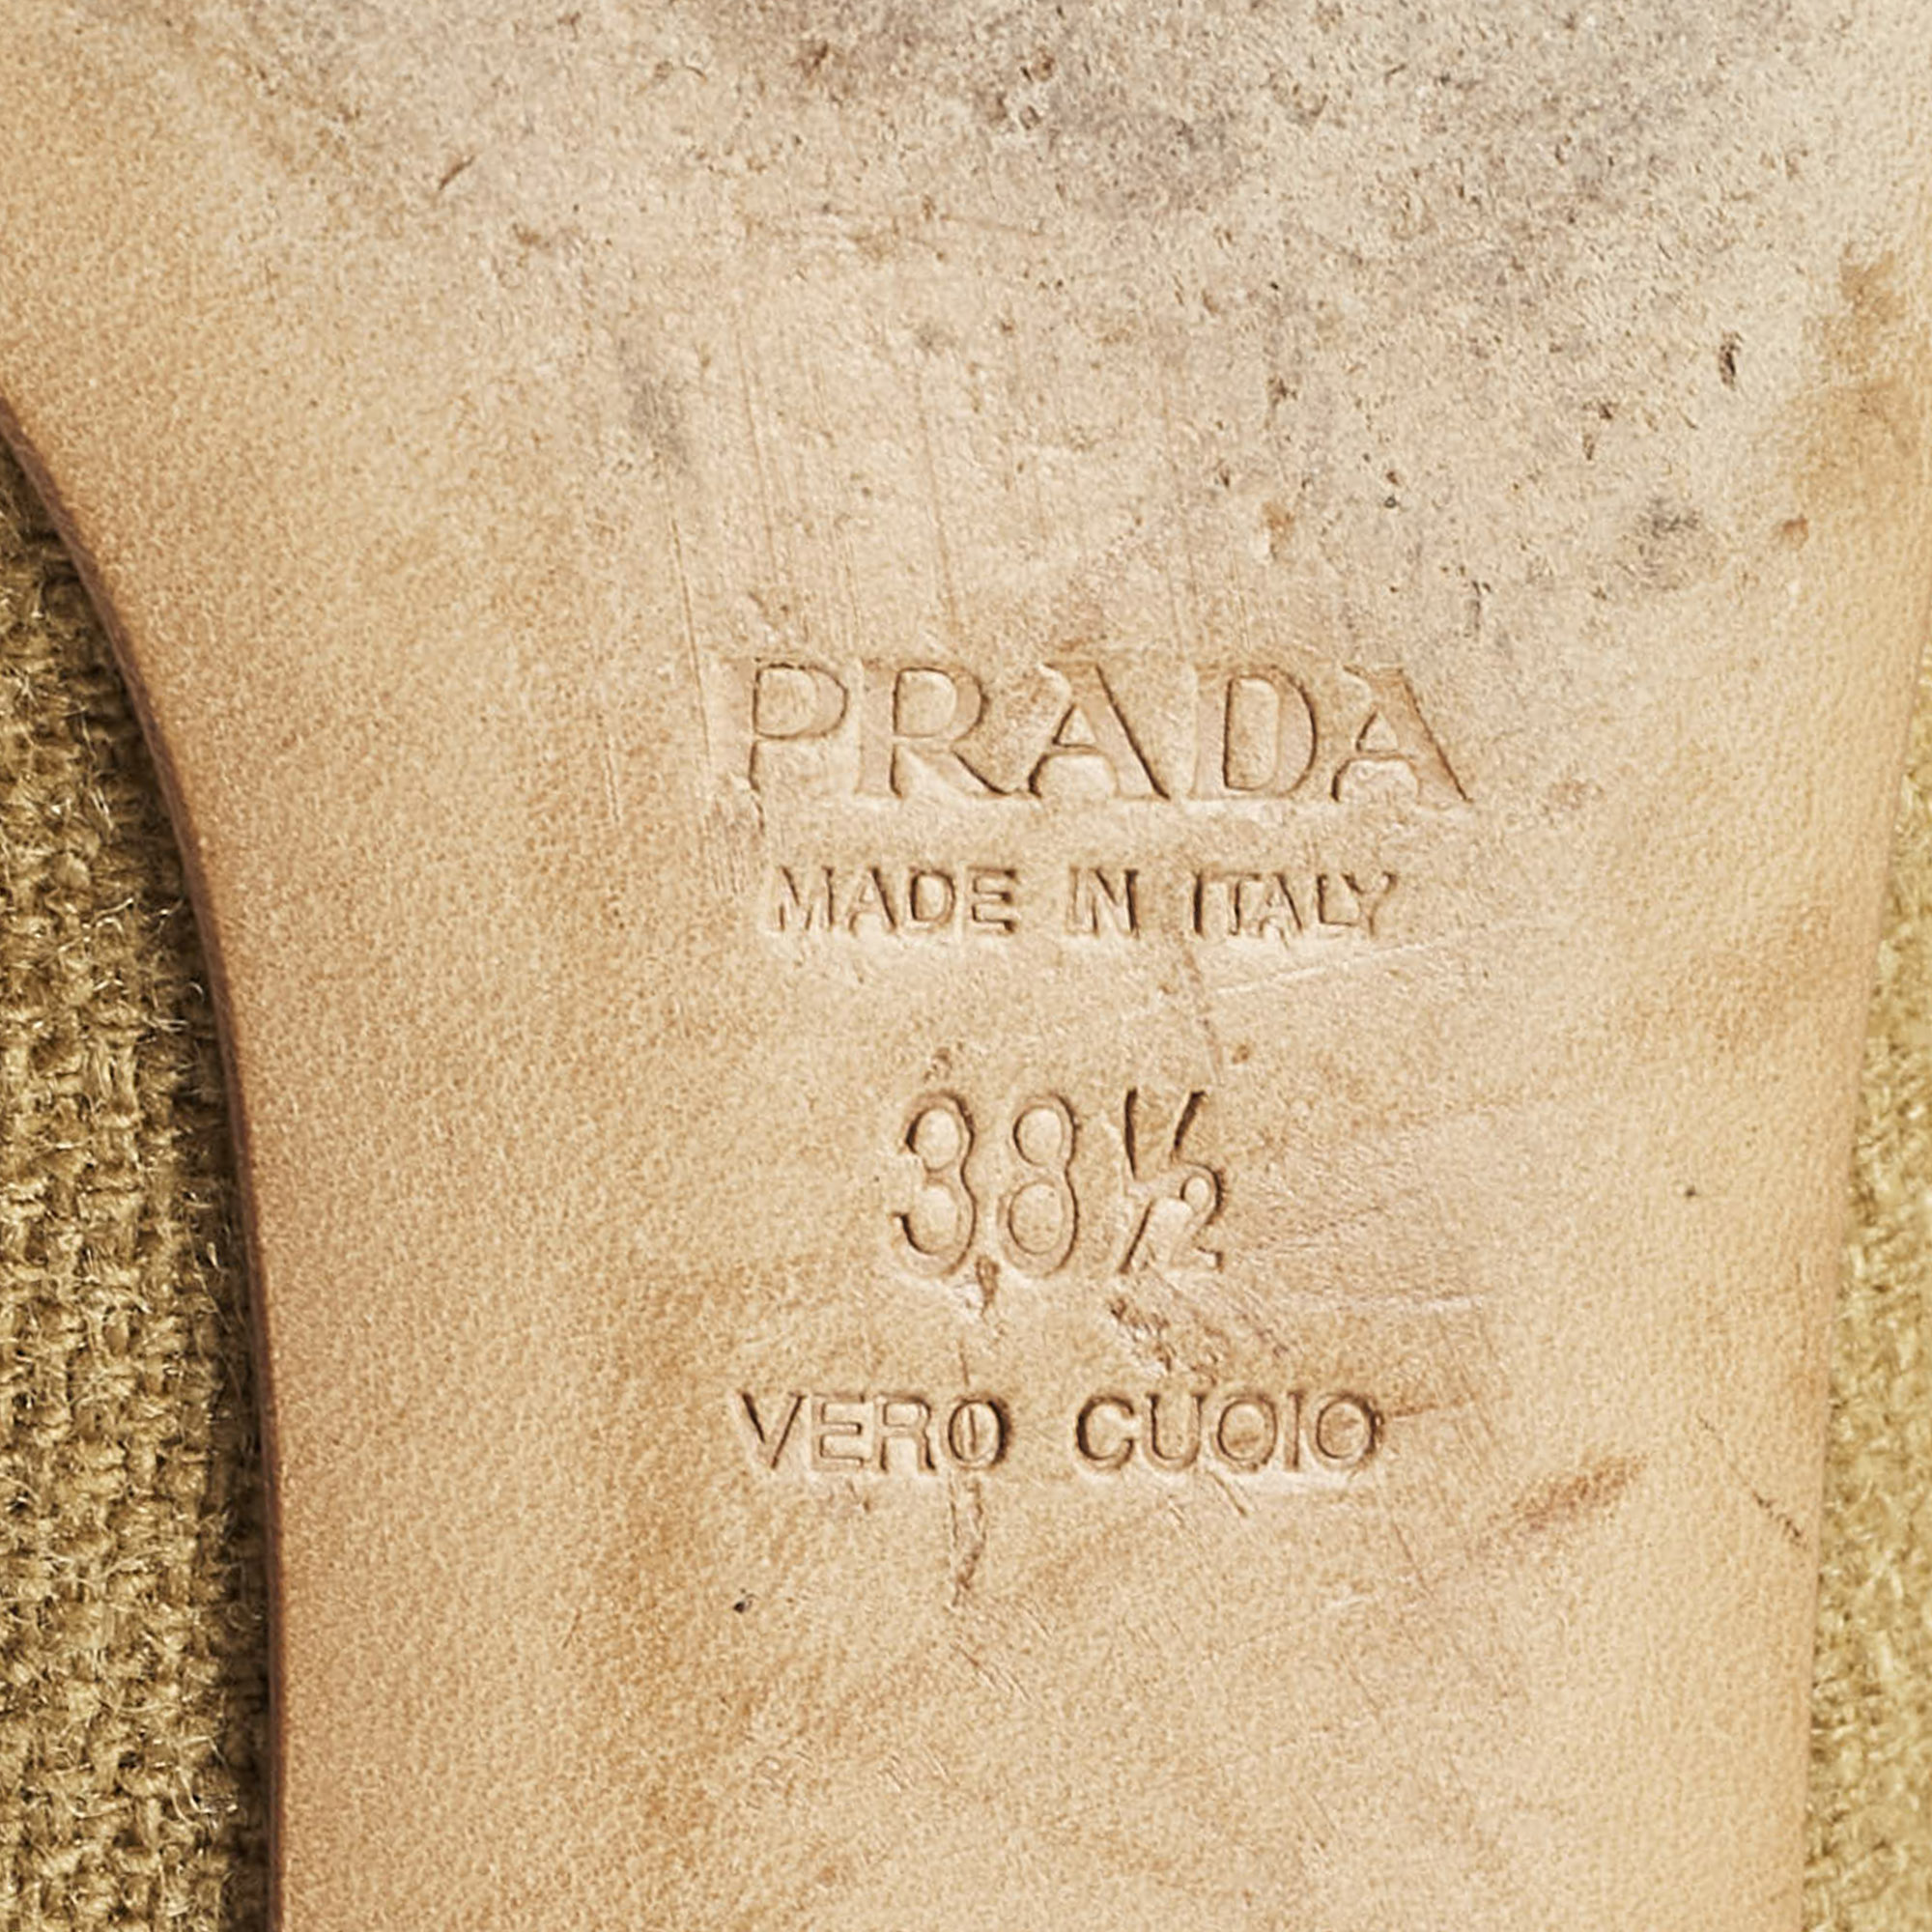 PRADA
MADE IN ITALY
38½
VERO CUOIO